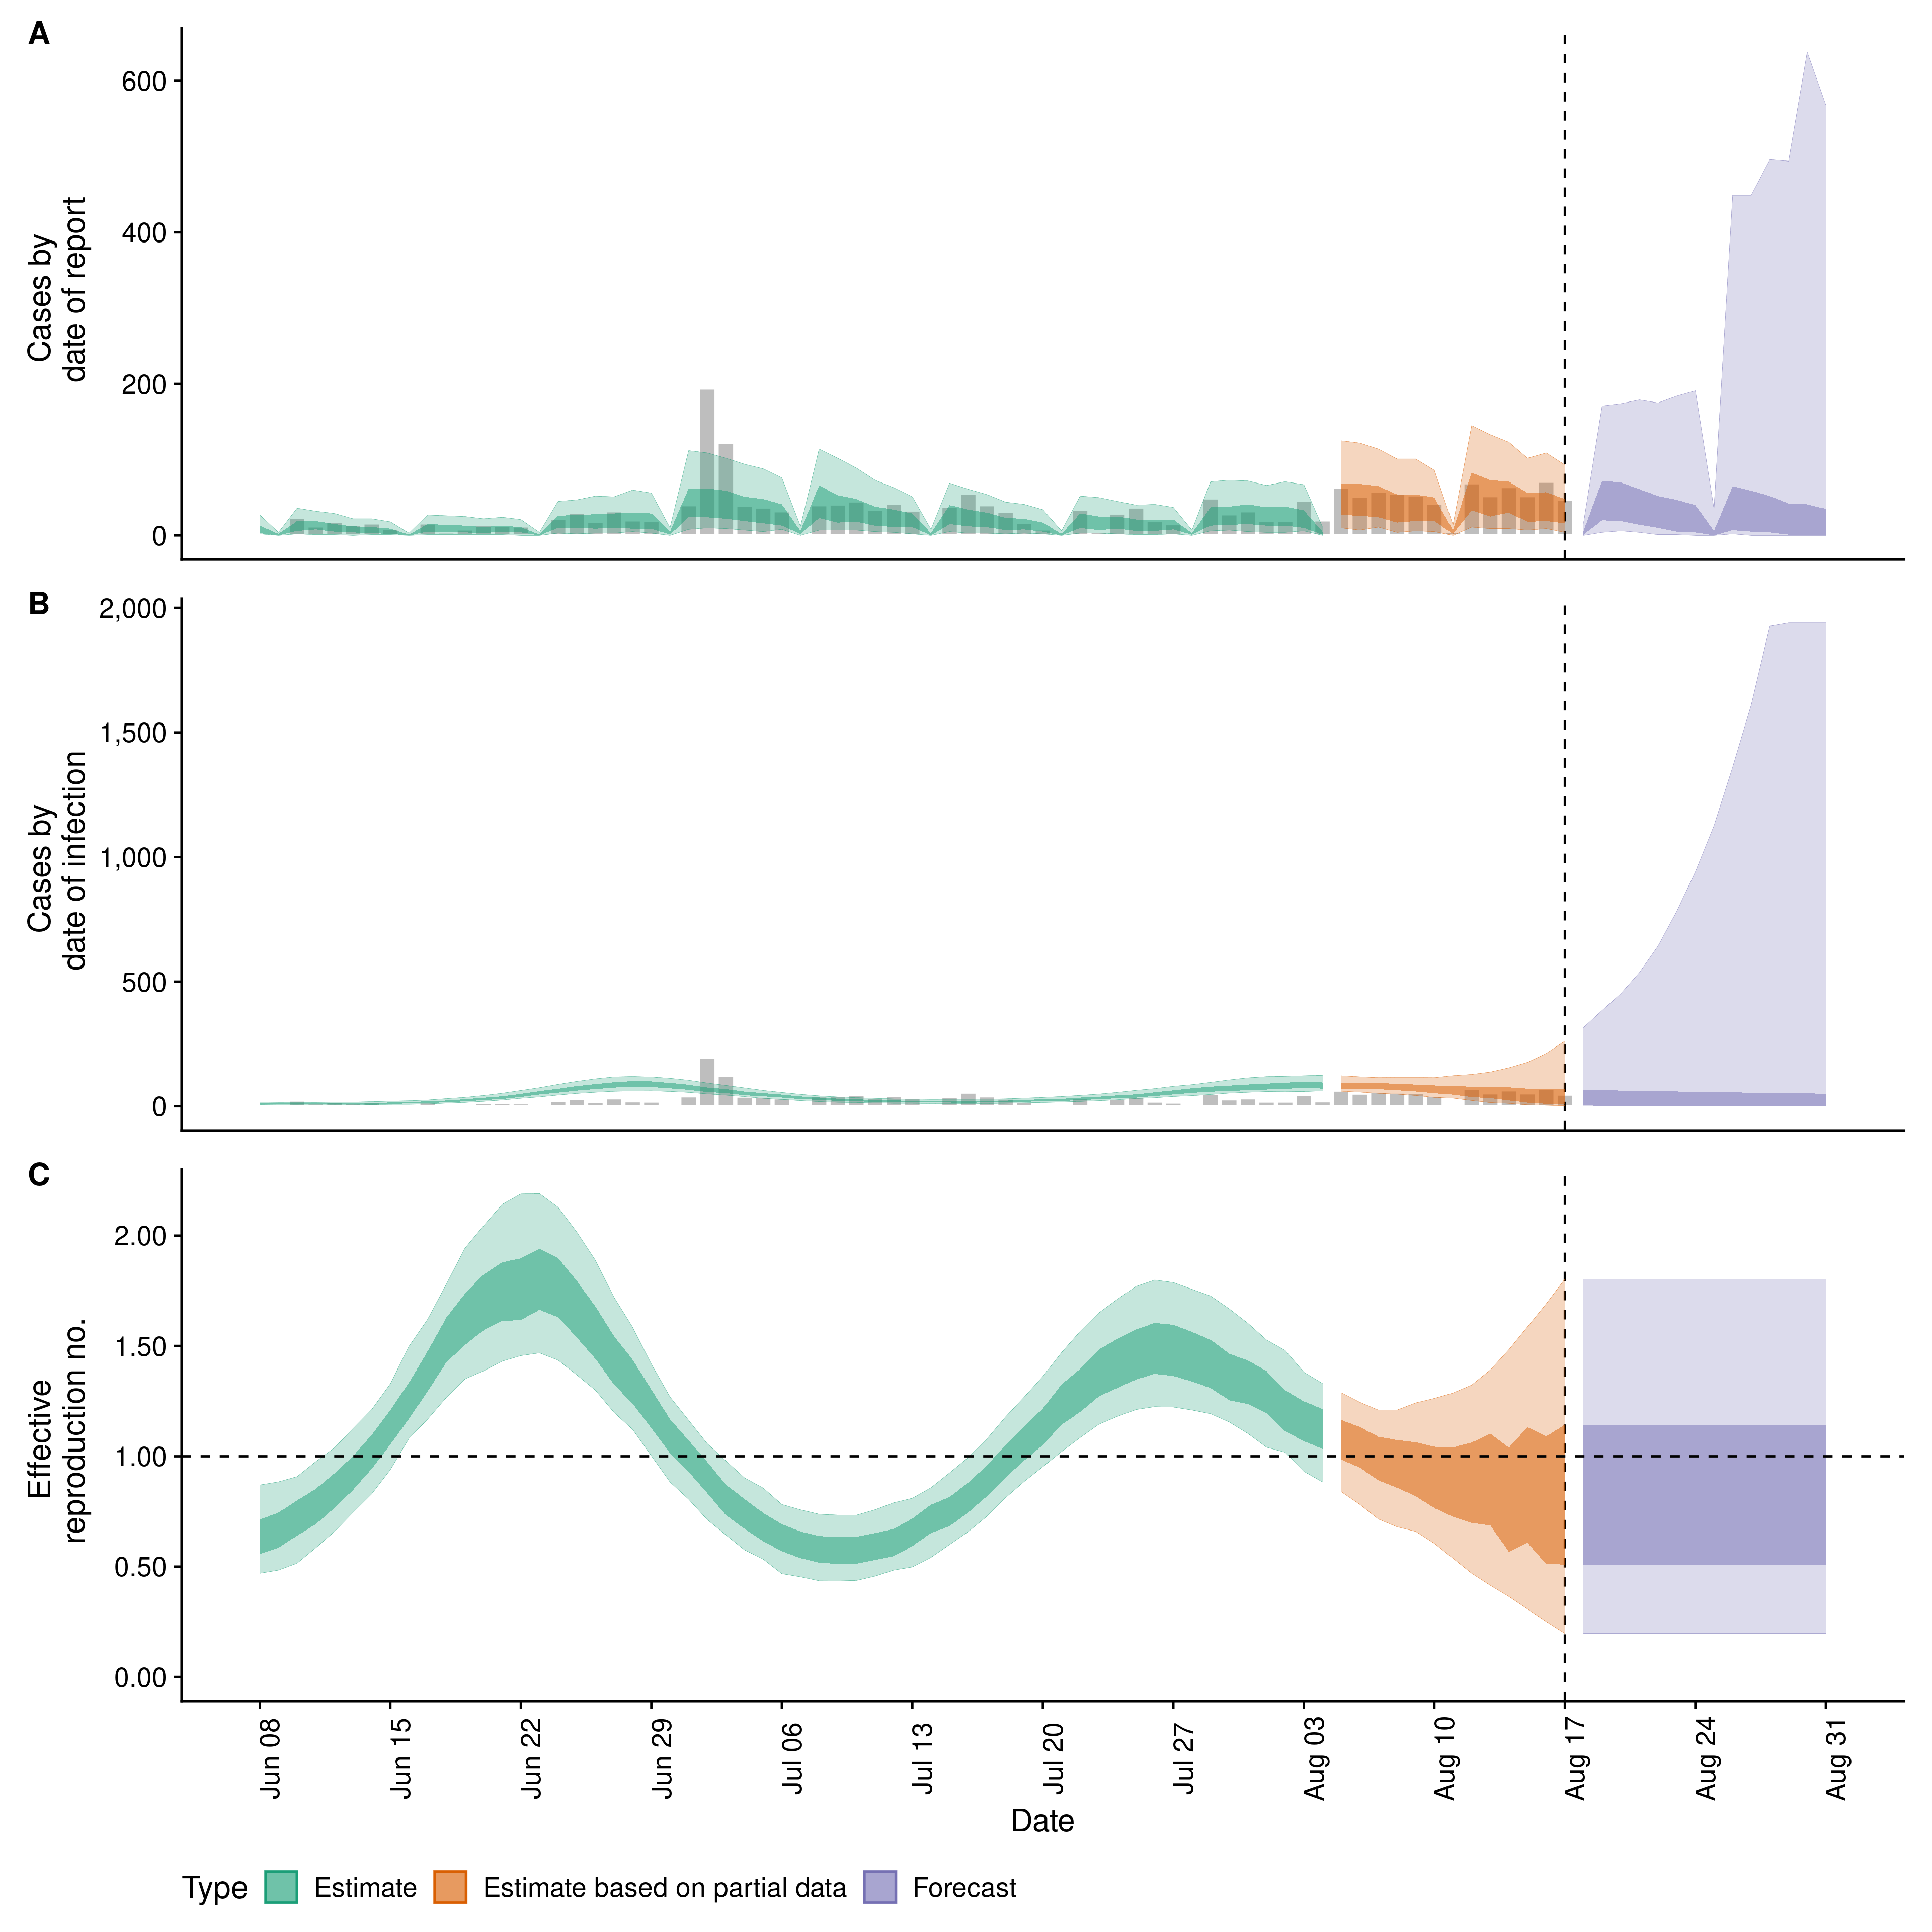 A
Cases by
date of report
600
400
200
0
B
Cases by
date of infection
2,000
1,500
1,000
500
0
C
Effective
reproduction no.
2.00
1.50
1.00
0.50
0.00
Jun 08
Jun 15
Jun 22
Jun 29
Jul 06
Jul 13
Jul 20
Jul 27
Aug 03
Aug 10
Aug 17
Aug 24
Aug 31
Date
Type Estimate Estimate based on partial data Forecast